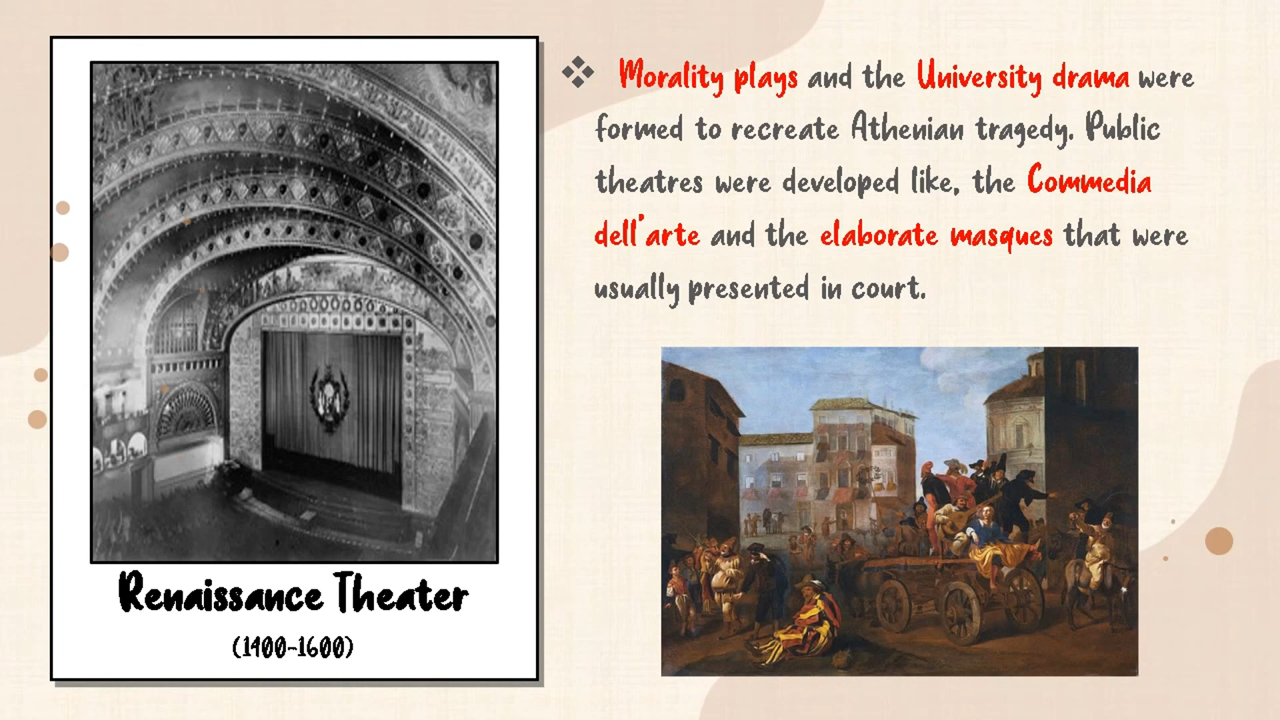 Morality plays and the University drama were
formed to recreate Athenian tragedy. Public
theatres were developed like, the Commedia
dell'arte and the elaborate masques that were
usually presented in court.
Renaissance Theater
(1400-1600)